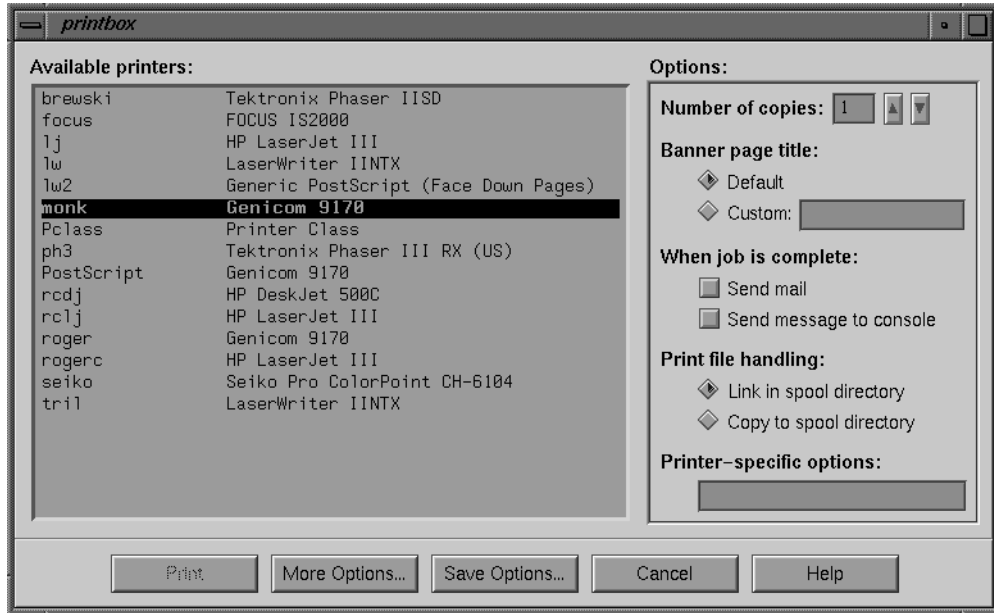 printbox
Available printers:
brewski Tektronix Phaser IISD
focus FOCUS IS2000
lj HP LaserJet III
lw LaserWriter IINTX
lw2 Generic PostScript (Face Down Pages)
monk Genicom 9170
Pclass Printer Class
ph3 Tektronix Phaser III RX (US)
PostScript Genicom 9170
rcdj HP DeskJet 500C
rclj HP LaserJet III
roger Genicom 9170
rogerc HP LaserJet III
seiko Seiko Pro ColorPoint CH-6104
tril LaserWriter IINTX
Options:
Number of copies: 1
Banner page title:
Default
Custom:
When job is complete:
Send mail
Send message to console
Print file handling:
Link in spool directory
Copy to spool directory
Printer-specific options:
Print More Options... Save Options... Cancel Help